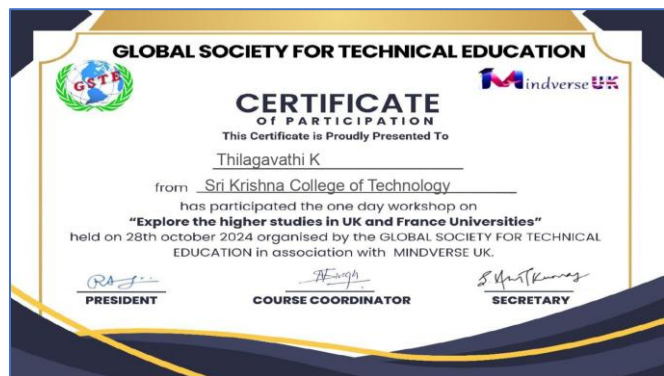 GLOBAL SOCIETY FOR TECHNICAL EDUCATION
GSTE
Mindverse UK
CERTIFICATE
OF PARTICIPATION
This Certificate is Proudly Presented To
Thilagavathi K
from Sri Krishna College of Technology
has participated the one day workshop on
“Explore the higher studies in UK and France Universities”
held on 28th october 2024 organised by the GLOBAL SOCIETY FOR TECHNICAL
EDUCATION in association with MINDVERSE UK.
PRESIDENT
COURSE COORDINATOR
SECRETARY